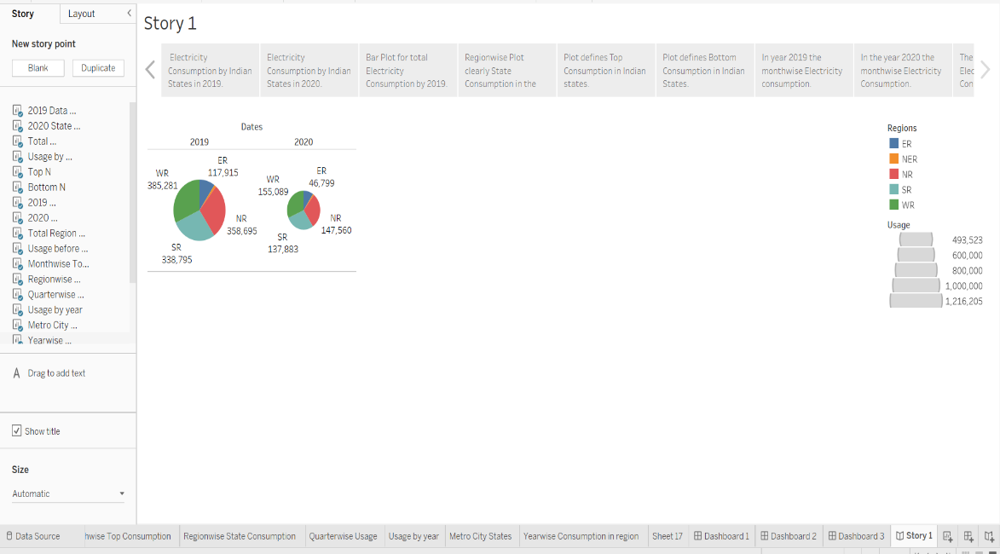 Story
Layout
New story point
Blank
Duplicate
2019 Data ...
2020 State ...
Total ...
Usage by ...
Top N
Bottom N
2019 ...
2020 ...
Total Region ...
Usage before ...
Monthwise To...
Regionwise ...
Quarterwise ...
Usage by year
Metro City ...
Yearwise ...
A Drag to add text
Show title
Size
Automatic
Story 1
Electricity
Consumption by Indian
States in 2019.
Electricity
Consumption by Indian
States in 2020.
Bar Plot for total
Electricity
Consumption by 2019.
Regionwise Plot
clearly State
Consumption in the
Plot defines Top
Consumption in Indian
states.
Plot defines Bottom
Consumption in Indian
States.
In year 2019 the
monthwise Electricity
consumption.
In the year 2020 the
monthwise Electricity
Consumption.
The
Elec
Con
Dates
2019
2020
ER
117,915
WR
385,281
NR
358,695
SR
338,795
ER
46,799
WR
155,089
NR
147,560
SR
137,883
Regions
ER
NER
NR
SR
WR
Usage
493,523
600,000
800,000
1,000,000
1,216,205
Data Source
hwise Top Consumption
Regionwise State Consumption
Quarterwise Usage
Usage by year
Metro City States
Yearwise Consumption in region
Sheet 17
Dashboard 1
Dashboard 2
Dashboard 3
Story 1